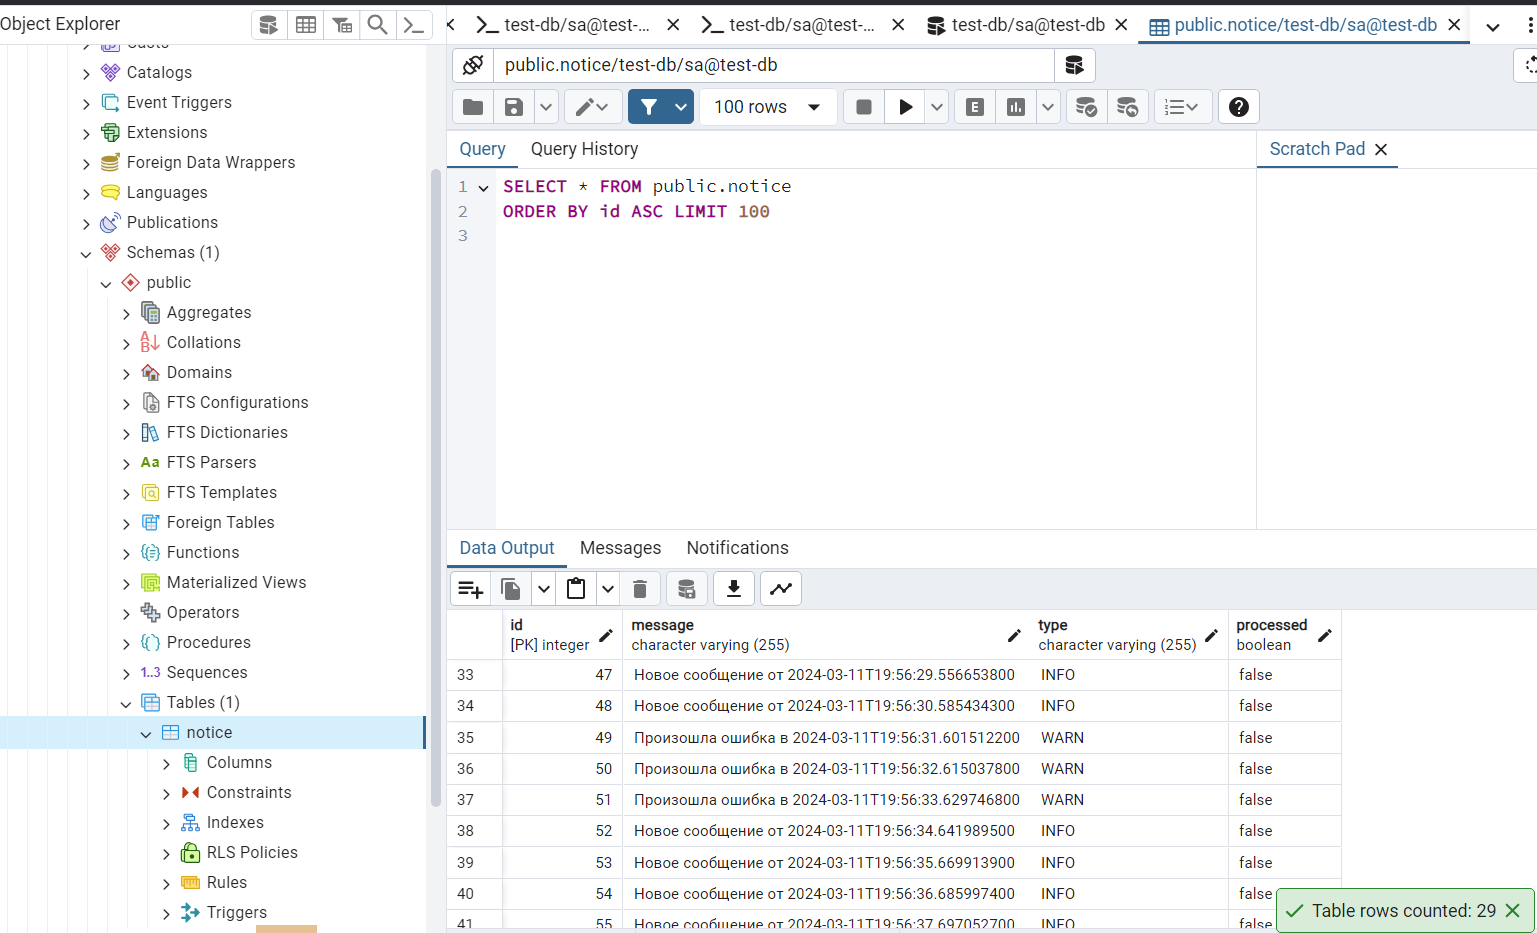 Object Explorer
Casts
Catalogs
Event Triggers
Extensions
Foreign Data Wrappers
Languages
Publications
Schemas (1)
public
Aggregates
Collations
Domains
FTS Configurations
FTS Dictionaries
Aa FTS Parsers
FTS Templates
Foreign Tables
Functions
Materialized Views
Operators
Procedures
1..3 Sequences
Tables (1)
notice
Columns
Constraints
Indexes
RLS Policies
Rules
Triggers
test-db/sa@test-...
test-db/sa@test-...
test-db/sa@test-db
public.notice/test-db/sa@test-db
public.notice/test-db/sa@test-db
100 rows
E
Query
Query History
Scratch Pad
1 SELECT * FROM public.notice
2 ORDER BY id ASC LIMIT 100
3
Data Output
Messages
Notifications
id message type processed
[PK] integer character varying (255) character varying (255) boolean
33 47 Новое сообщение от 2024-03-11T19:56:29.556653800 INFO false
34 48 Новое сообщение от 2024-03-11T19:56:30.585434300 INFO false
35 49 Произошла ошибка в 2024-03-11T19:56:31.601512200 WARN false
36 50 Произошла ошибка в 2024-03-11T19:56:32.615037800 WARN false
37 51 Произошла ошибка в 2024-03-11T19:56:33.629746800 WARN false
38 52 Новое сообщение от 2024-03-11T19:56:34.641989500 INFO false
39 53 Новое сообщение от 2024-03-11T19:56:35.669913900 INFO false
40 54 Новое сообщение от 2024-03-11T19:56:36.685997400 INFO false
41 55 Новое сообщение от 2024-03-11T19:56:37.697052700 INFO false
Table rows counted: 29